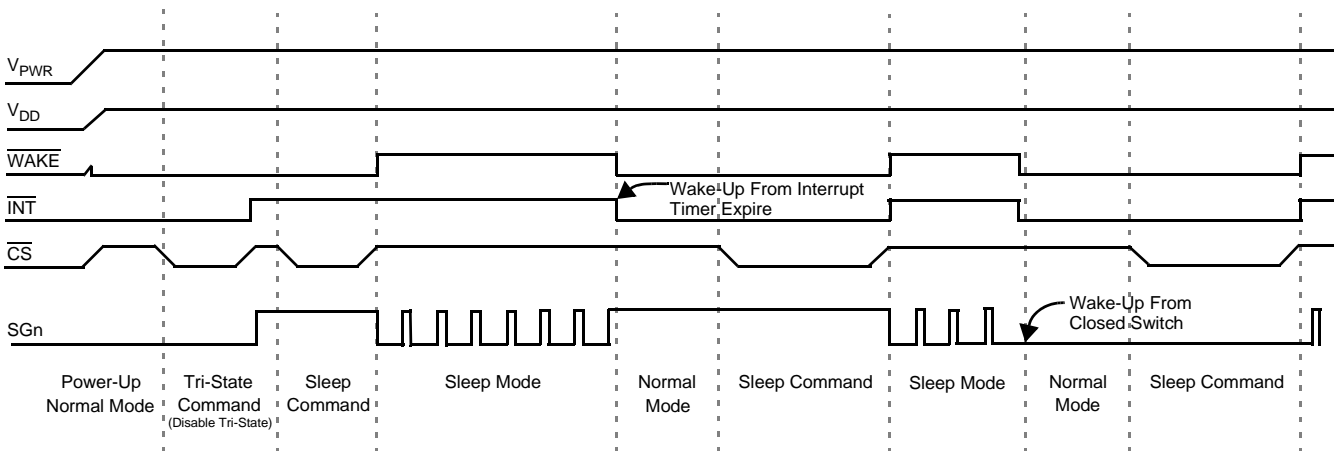 VPWR
VDD
WAKE
INT
Wake-Up From Interrupt
Timer Expire
CS
SGn
Wake-Up From
Closed Switch
Power-Up
Normal Mode
Tri-State
Command
(Disable Tri-State)
Sleep
Command
Sleep Mode
Normal
Mode
Sleep Command
Sleep Mode
Normal
Mode
Sleep Command